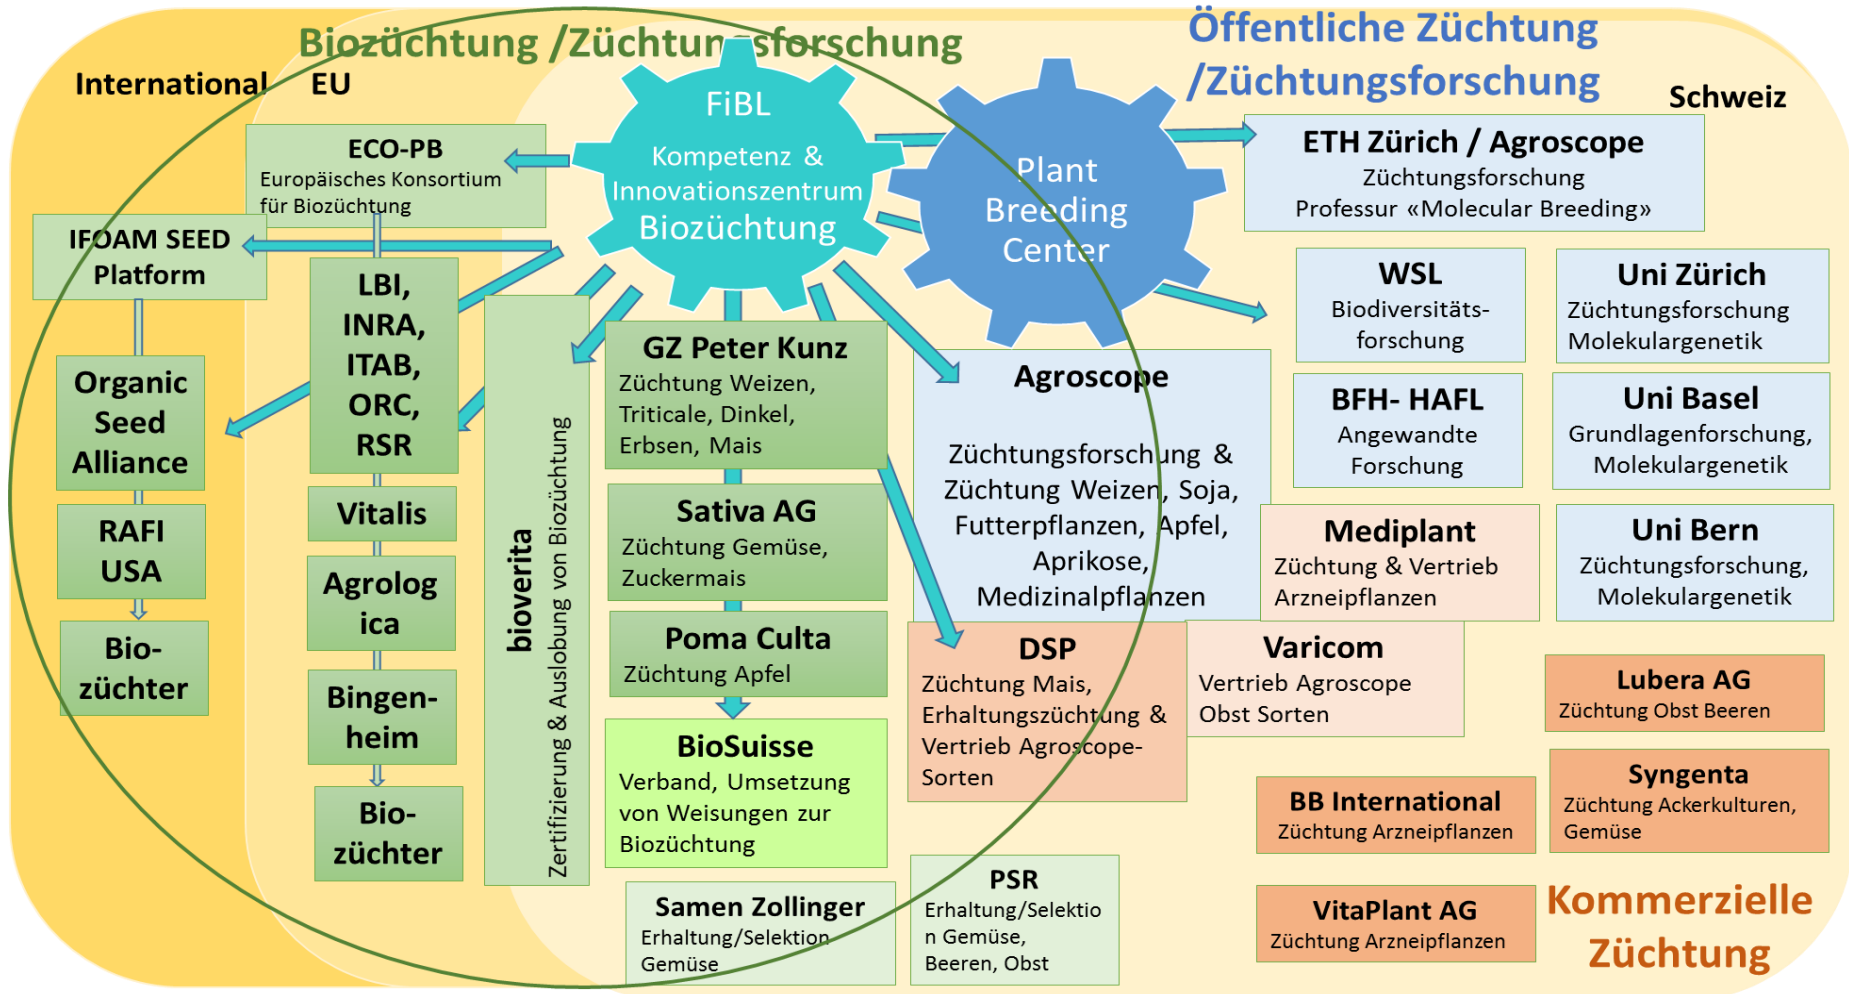 Biozüchtung /Züchtungsforschung
Öffentliche Züchtung
/Züchtungsforschung
International
EU
Schweiz
FiBL
Kompetenz &
Innovationszentrum
Biozüchtung
Plant
Breeding
Center
ECO-PB
Europäisches Konsortium
für Biozüchtung
IFOAM SEED
Platform
Organic
Seed
Alliance
RAFI
USA
Bio-
züchter
LBI,
INRA,
ITAB,
ORC,
RSR
Vitalis
Agrolog
ica
Bingen-
heim
Bio-
züchter
bioverita
Zertifizierung & Auslobung von Biozüchtung
GZ Peter Kunz
Züchtung Weizen,
Triticale, Dinkel,
Erbsen, Mais
Sativa AG
Züchtung Gemüse,
Zuckermais
Poma Culta
Züchtung Apfel
BioSuisse
Verband, Umsetzung
von Weisungen zur
Biozüchtung
Samen Zollinger
Erhaltung/Selektion
Gemüse
PSR
Erhaltung/Selektio
n Gemüse,
Beeren, Obst
Agroscope
Züchtungsforschung &
Züchtung Weizen, Soja,
Futterpflanzen, Apfel,
Aprikose,
Medizinalpflanzen
DSP
Züchtung Mais,
Erhaltungszüchtung &
Vertrieb Agroscope-
Sorten
Varicom
Vertrieb Agroscope
Obst Sorten
Mediplant
Züchtung & Vertrieb
Arzneipflanzen
ETH Zürich / Agroscope
Züchtungsforschung
Professur «Molecular Breeding»
WSL
Biodiversitäts-
forschung
Uni Zürich
Züchtungsforschung
Molekulargenetik
BFH- HAFL
Angewandte
Forschung
Uni Basel
Grundlagenforschung,
Molekulargenetik
Uni Bern
Züchtungsforschung,
Molekulargenetik
Lubera AG
Züchtung Obst Beeren
Syngenta
Züchtung Ackerkulturen,
Gemüse
BB International
Züchtung Arzneipflanzen
VitaPlant AG
Züchtung Arzneipflanzen
Kommerzielle
Züchtung